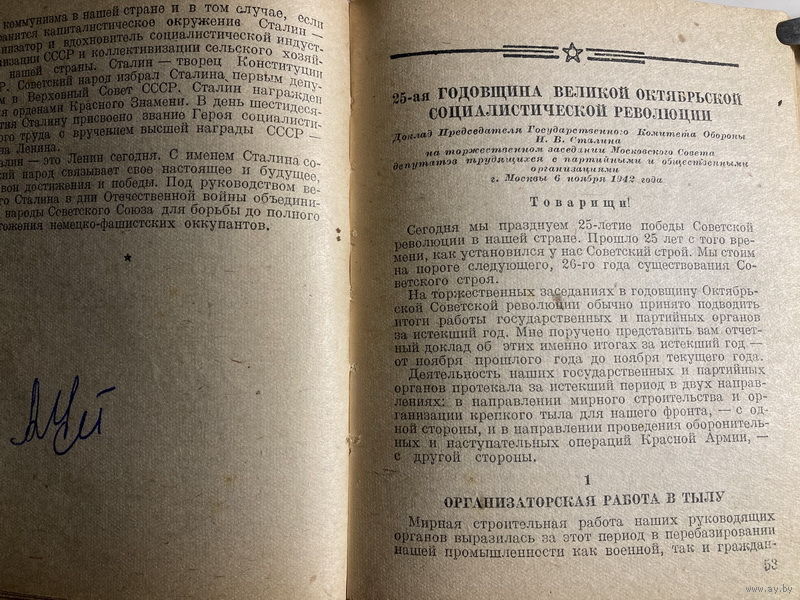 коммунизма в нашей стране и в том случае, если
капиталистическое окружение. Сталин —
и вдохновитель социалистической индуст-
СССР и коллективизации сельского хозяй-
нашей страны. Сталин — творец Конституции
Советский народ избрал Сталина первым депу-
в Верховный Совет СССР. Сталин награжден
орденами Красного Знамени. В день шестидеся-
Сталину присвоено звание Героя социалисти-
труда с вручением высшей награды СССР —
Ленина.
— это Ленин сегодня. С именем Сталина со-
народ связывает свое настоящее и будущее,
достижения и победы. Под руководством ве-
Сталина в дни Отечественной войны объедини-
народы Советского Союза для борьбы до полного
немецко-фашистских оккупантов.
25-ая ГОДОВЩИНА ВЕЛИКОЙ ОКТЯБРЬСКОЙ
СОЦИАЛИСТИЧЕСКОЙ РЕВОЛЮЦИИ
Доклад Председателя Государственного Комитета Обороны
И. В. Сталина
на торжественном заседании Московского Совета
депутатов трудящихся с партийными и общественными
организациями
г. Москвы 6 ноября 1942 года
Товарищи!
Сегодня мы празднуем 25-летие победы Советской
революции в нашей стране. Прошло 25 лет с того вре-
мени, как установился у нас Советский строй. Мы стоим
на пороге следующего, 26-го года существования Со-
ветского строя.
На торжественных заседаниях в годовщину Октябрь-
ской Советской революции обычно принято подводить
итоги работы государственных и партийных органов
за истекший год. Мне поручено представить вам отчет-
ный доклад об этих именно итогах за истекший год —
от ноября прошлого года до ноября текущего года.
Деятельность наших государственных и партийных
органов протекала за истекший период в двух направ-
лениях: в направлении мирного строительства и ор-
ганизации крепкого тыла для нашего фронта, — с од-
ной стороны, и в направлении проведения оборонитель-
ных и наступательных операций Красной Армии, —
с другой стороны.
1
ОРГАНИЗАТОРСКАЯ РАБОТА В ТЫЛУ
Мирная строительная работа наших руководящих
органов выразилась за этот период в перебазировании
нашей промышленности как военной, так и граждан-
53
www.ay.by